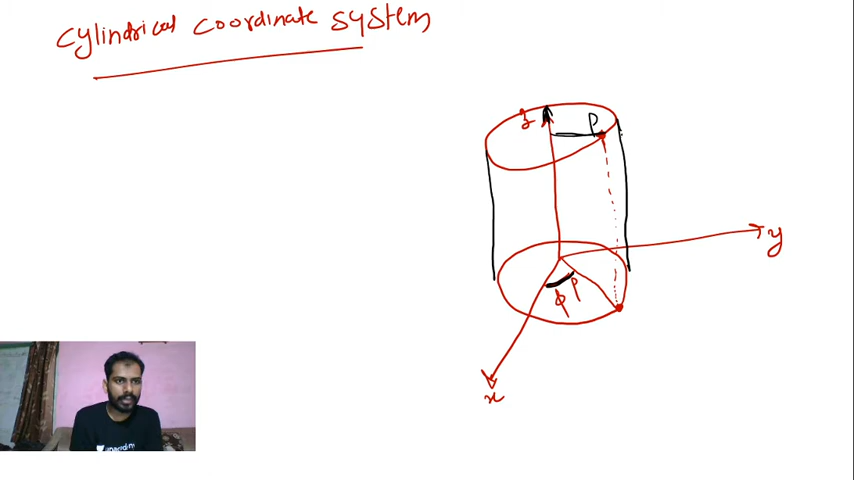 cylindrical coordinate system
z
ρ
y
ϕ ρ
x